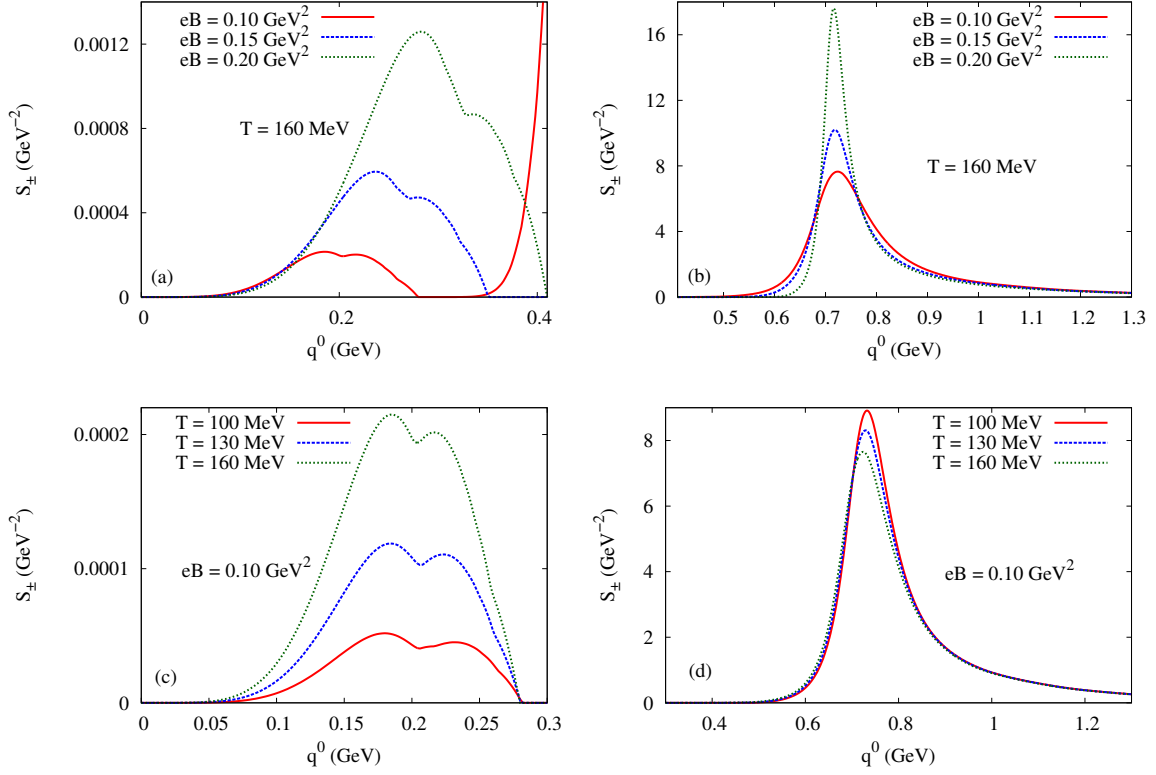 eB = 0.10 GeV²
eB = 0.15 GeV²
eB = 0.20 GeV²
T = 160 MeV
(a)
S± (GeV⁻²)
0.0012
0.0008
0.0004
0
0 0.2 0.4
q⁰ (GeV)
eB = 0.10 GeV²
eB = 0.15 GeV²
eB = 0.20 GeV²
T = 160 MeV
(b)
S± (GeV⁻²)
16
12
8
4
0
0.5 0.6 0.7 0.8 0.9 1 1.1 1.2 1.3
q⁰ (GeV)
T = 100 MeV
T = 130 MeV
T = 160 MeV
eB = 0.10 GeV²
(c)
S± (GeV⁻²)
0.0002
0.0001
0
0 0.05 0.1 0.15 0.2 0.25 0.3
q⁰ (GeV)
T = 100 MeV
T = 130 MeV
T = 160 MeV
eB = 0.10 GeV²
(d)
S± (GeV⁻²)
8
6
4
2
0
0.4 0.6 0.8 1 1.2
q⁰ (GeV)